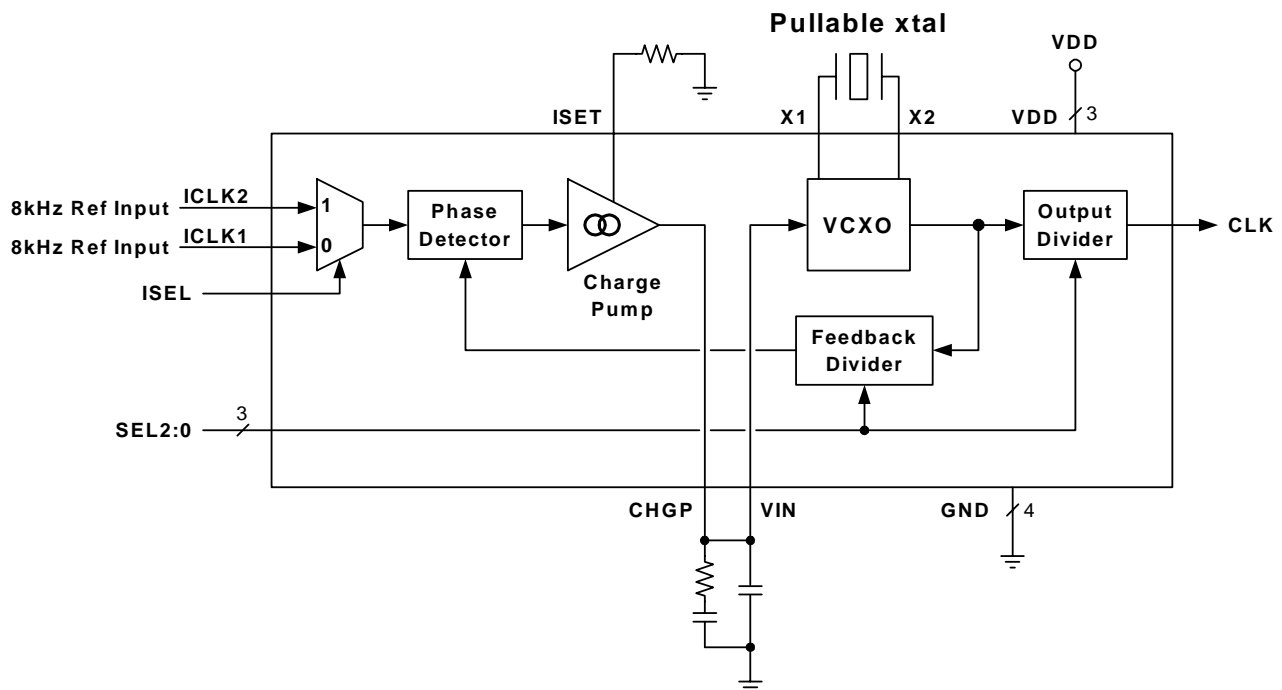 Pullable xtal
VDD
ISET
X1
X2
VDD
3
8kHz Ref Input
ICLK2
1
8kHz Ref Input
ICLK1
0
Phase
Detector
VCXO
Output
Divider
CLK
ISEL
Charge
Pump
Feedback
Divider
SEL2:0
3
CHGP
VIN
GND
4